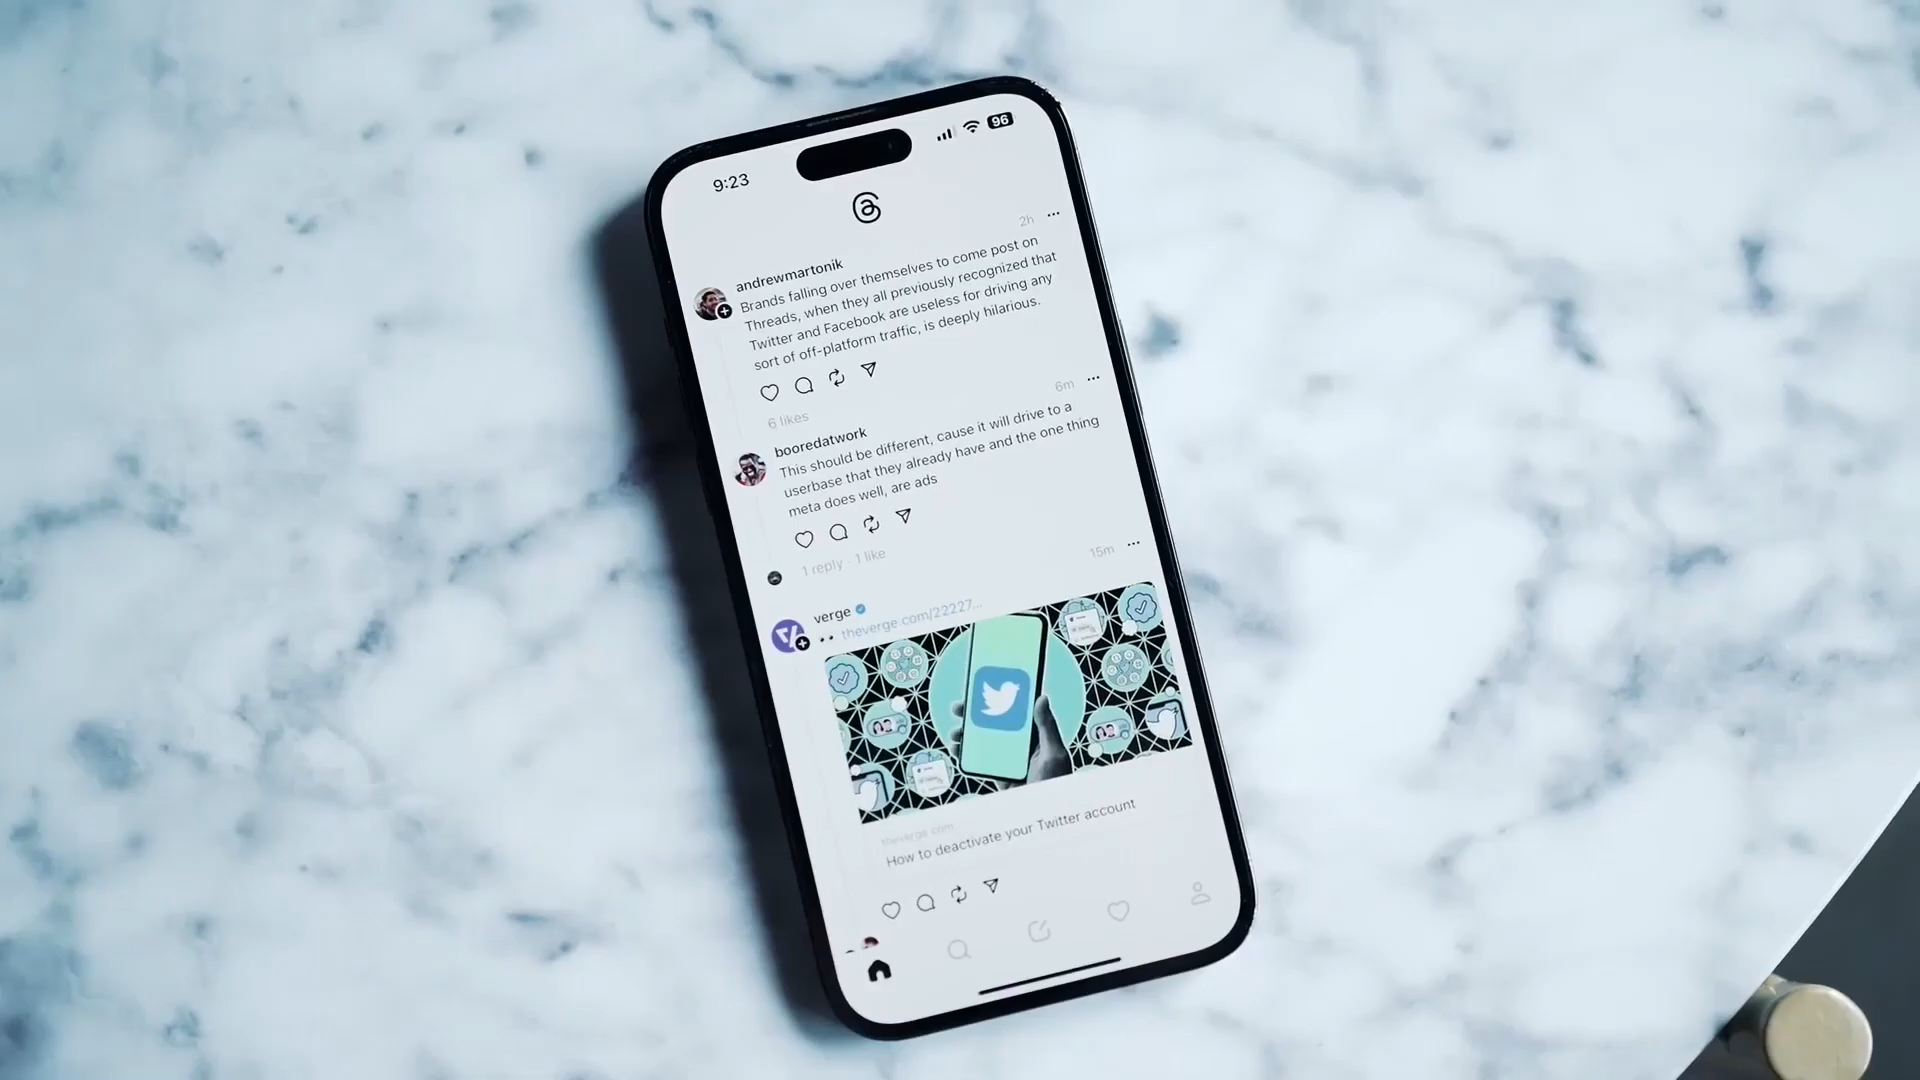 9:23
96
2h
andrewmartonik
Brands falling over themselves to come post on
Threads, when they all previously recognized that
Twitter and Facebook are useless for driving any
sort of off-platform traffic, is deeply hilarious.
6 likes
6m
booredatwork
This should be different, cause it will drive to a
userbase that they already have and the one thing
meta does well, are ads
1 reply · 1 like
15m
verge
👀 theverge.com/22227...
theverge.com
How to deactivate your Twitter account